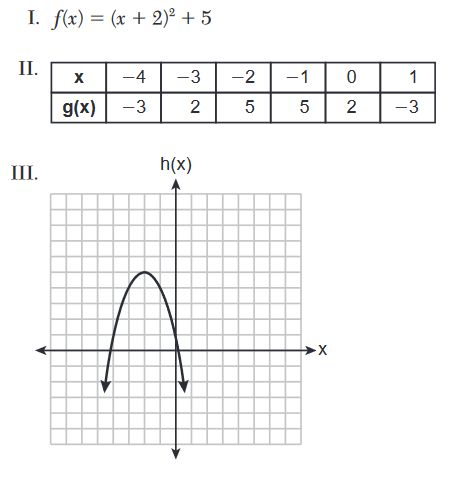 I. f(x) = (x + 2)² + 5
II.
x −4 −3 −2 −1 0 1
g(x) −3 2 5 5 2 −3
III.
h(x)
x